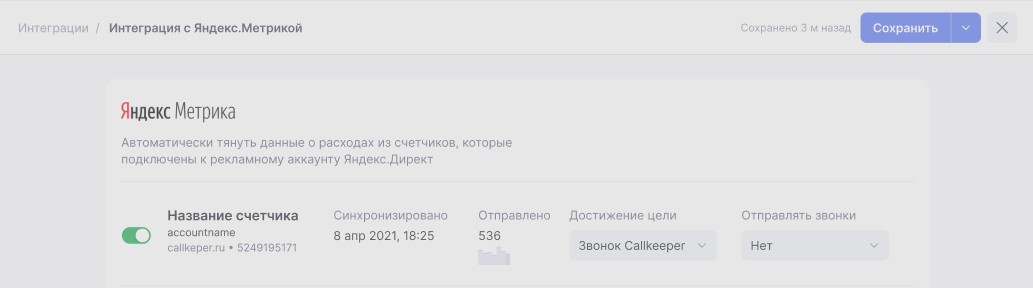 Интеграции / Интеграция с Яндекс.Метрикой
Сохранено 3 м назад
Сохранить
Яндекс Метрика
Автоматически тянуть данные о расходах из счетчиков, которые
подключены к рекламному аккаунту Яндекс.Директ
Название счетчика
accountname
callkeper.ru • 5249195171
Синхронизировано
8 апр 2021, 18:25
Отправлено
536
Достижение цели
Звонок Callkeeper
Отправлять звонки
Нет